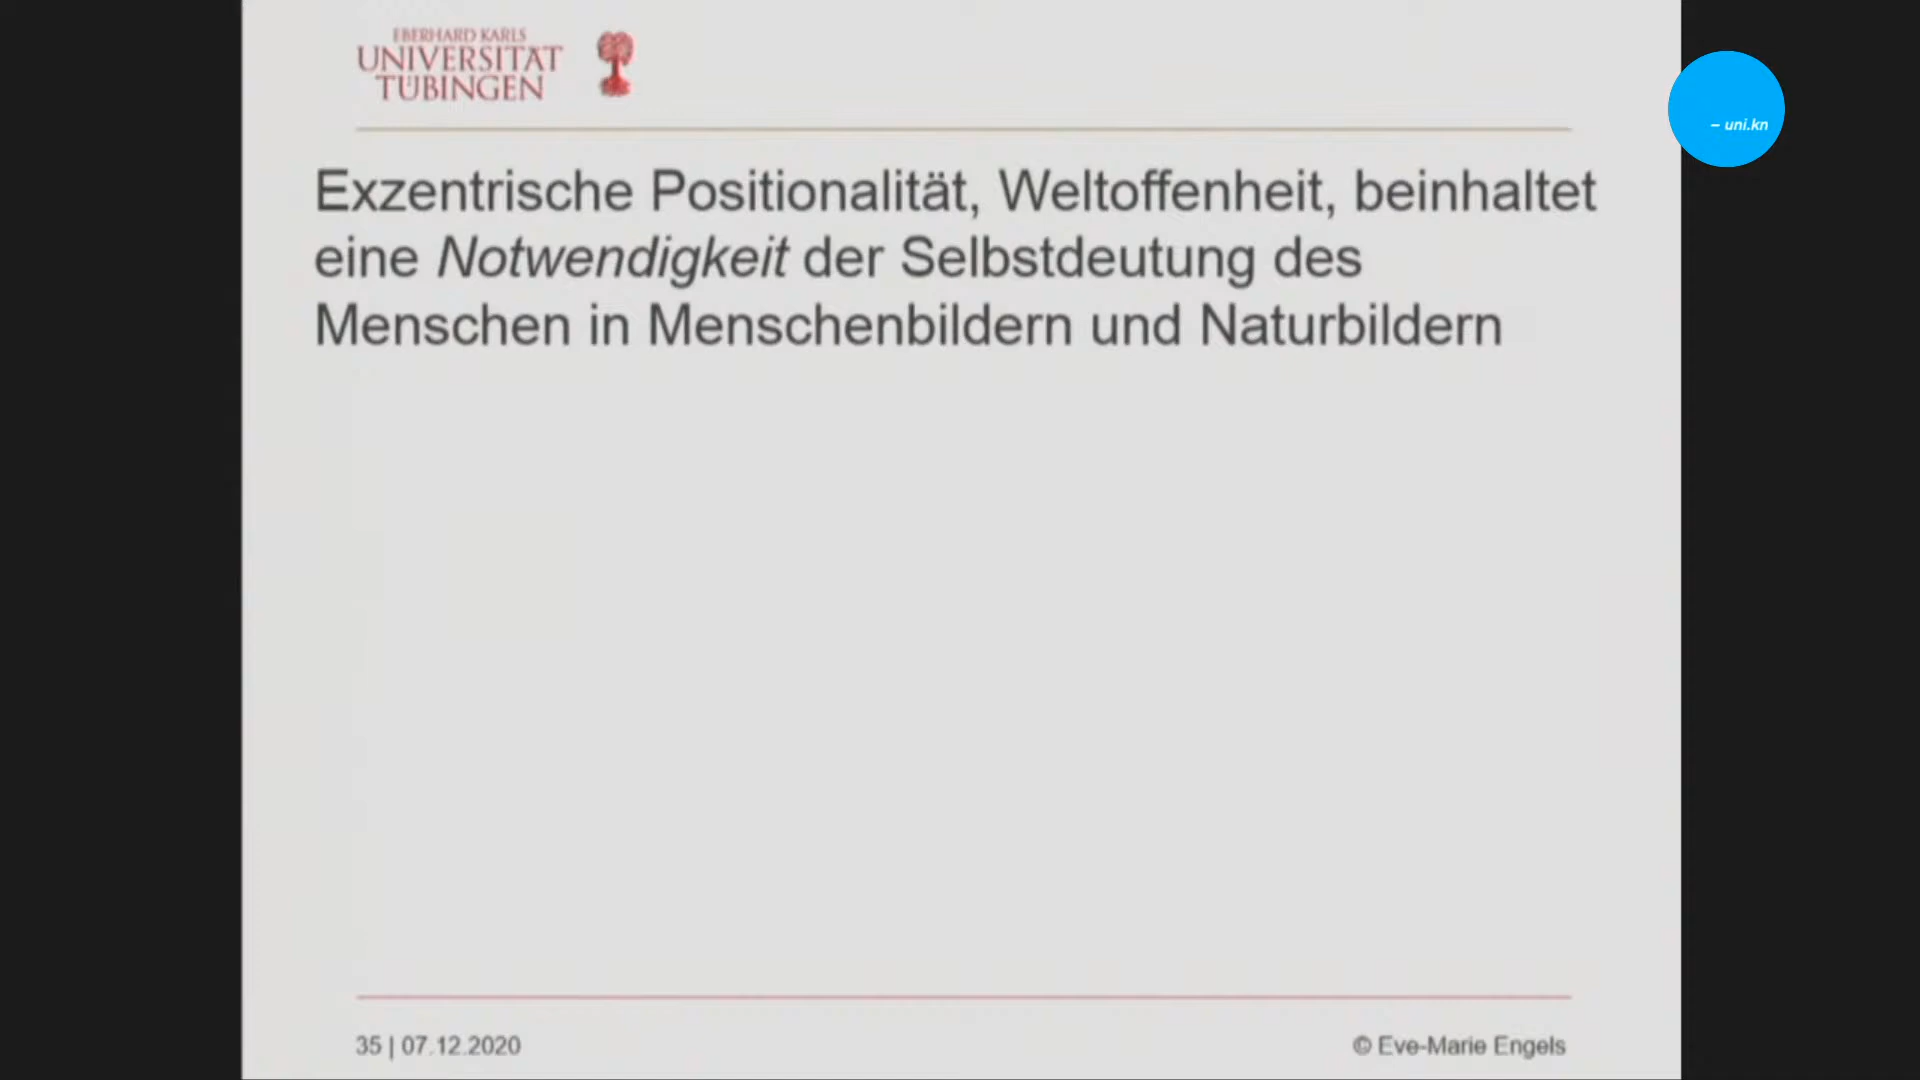 EBERHARD KARLS
UNIVERSITÄT
TÜBINGEN
– uni.kn
Exzentrische Positionalität, Weltoffenheit, beinhaltet
eine Notwendigkeit der Selbstdeutung des
Menschen in Menschenbildern und Naturbildern
35 | 07.12.2020
© Eve-Marie Engels